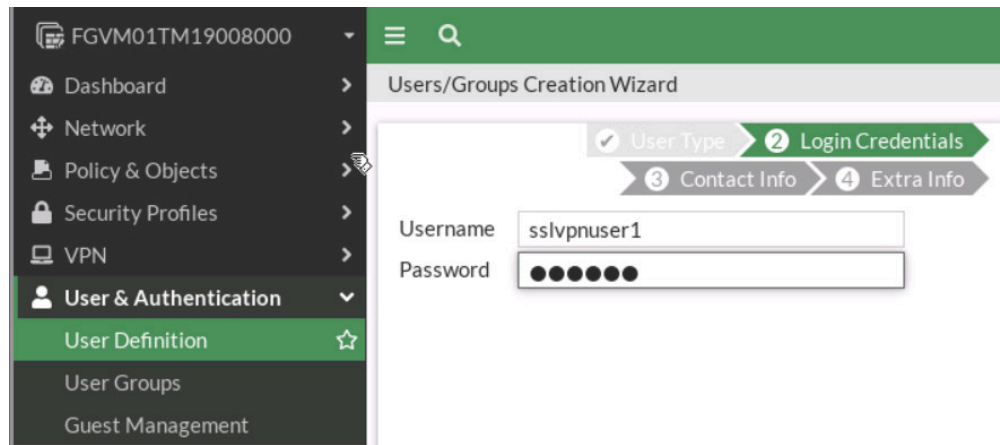 FGVM01TM19008000
Dashboard
Network
Policy & Objects
Security Profiles
VPN
User & Authentication
User Definition
User Groups
Guest Management
Users/Groups Creation Wizard
User Type 2 Login Credentials
3 Contact Info 4 Extra Info
Username sslvpnuser1
Password ●●●●●●